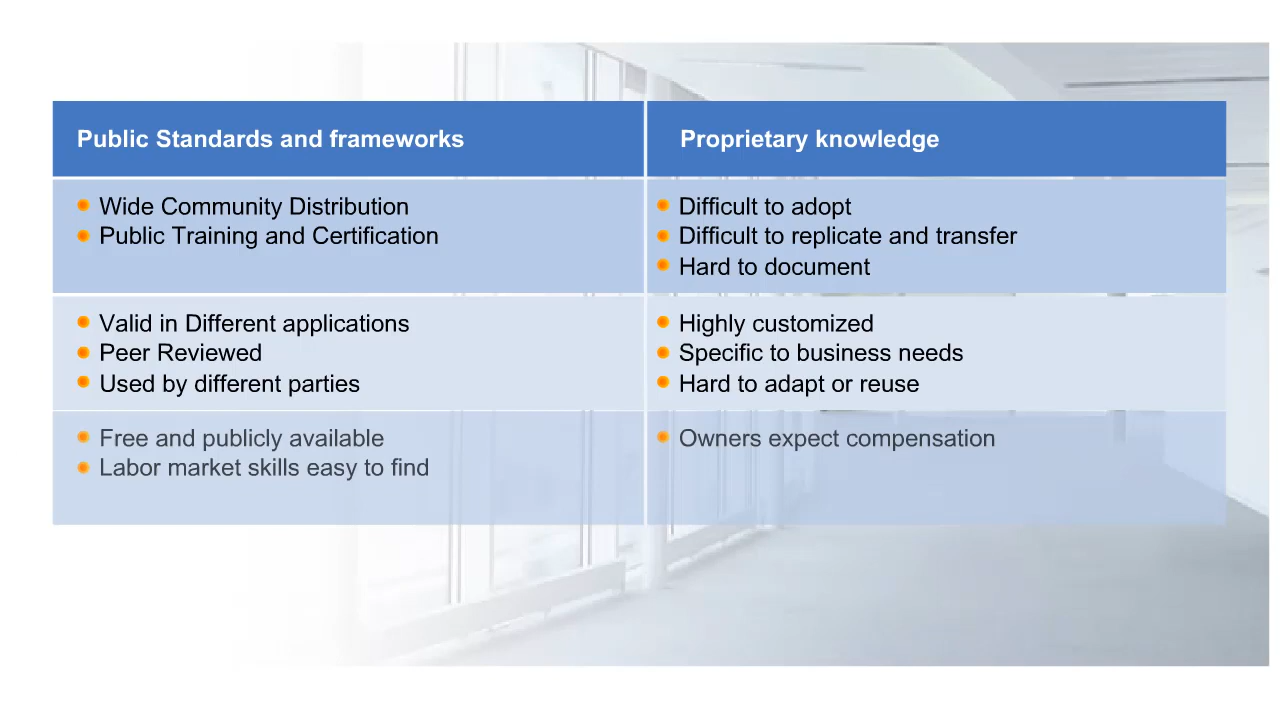 Public Standards and frameworks
Proprietary knowledge
Wide Community Distribution
Public Training and Certification
Difficult to adopt
Difficult to replicate and transfer
Hard to document
Valid in Different applications
Peer Reviewed
Used by different parties
Highly customized
Specific to business needs
Hard to adapt or reuse
Free and publicly available
Labor market skills easy to find
Owners expect compensation